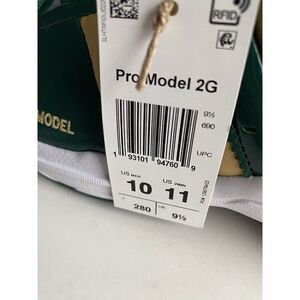 RFID
Pro Model 2G
MODEL
9½
690
1 93101 94760 9
UPC
US MEN
10
US WMN
11
J
280
UK
9½